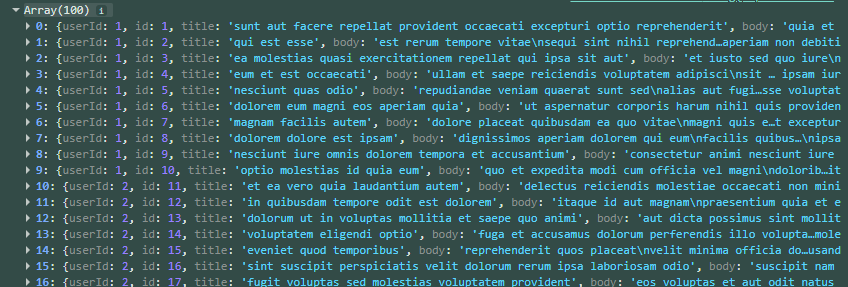 Array(100) i
0: {userId: 1, id: 1, title: 'sunt aut facere repellat provident occaecati excepturi optio reprehenderit', body: 'quia et
1: {userId: 1, id: 2, title: 'qui est esse', body: 'est rerum tempore vitae\nsequi sint nihil reprehend…aperiam non debiti
2: {userId: 1, id: 3, title: 'ea molestias quasi exercitationem repellat qui ipsa sit aut', body: 'et iusto sed quo iure\n
3: {userId: 1, id: 4, title: 'eum et est occaecati', body: 'ullam et saepe reiciendis voluptatem adipisci\nsit … ipsam iur
4: {userId: 1, id: 5, title: 'nesciunt quas odio', body: 'repudiandae veniam quaerat sunt sed\nalias aut fugi…sse voluptat
5: {userId: 1, id: 6, title: 'dolorem eum magni eos aperiam quia', body: 'ut aspernatur corporis harum nihil quis providen
6: {userId: 1, id: 7, title: 'magnam facilis autem', body: 'dolore placeat quibusdam ea quo vitae\nmagni quis e…t exceptur
7: {userId: 1, id: 8, title: 'dolorem dolore est ipsam', body: 'dignissimos aperiam dolorem qui eum\nfacilis quibus…\nipsa
8: {userId: 1, id: 9, title: 'nesciunt iure omnis dolorem tempora et accusantium', body: 'consectetur animi nesciunt iure
9: {userId: 1, id: 10, title: 'optio molestias id quia eum', body: 'quo et expedita modi cum officia vel magni\ndolorib…it
10: {userId: 2, id: 11, title: 'et ea vero quia laudantium autem', body: 'delectus reiciendis molestiae occaecati non mini
11: {userId: 2, id: 12, title: 'in quibusdam tempore odit est dolorem', body: 'itaque id aut magnam\npraesentium quia et e
12: {userId: 2, id: 13, title: 'dolorum ut in voluptas mollitia et saepe quo animi', body: 'aut dicta possimus sint mollit
13: {userId: 2, id: 14, title: 'voluptatem eligendi optio', body: 'fuga et accusamus dolorum perferendis illo volupta…mole
14: {userId: 2, id: 15, title: 'eveniet quod temporibus', body: 'reprehenderit quos placeat\nvelit minima officia do…usand
15: {userId: 2, id: 16, title: 'sint suscipit perspiciatis velit dolorum rerum ipsa laboriosam odio', body: 'suscipit nam
16: {userId: 2, id: 17, title: 'fugit voluptas sed molestias voluptatem provident', body: 'eos voluptas et aut odit natus